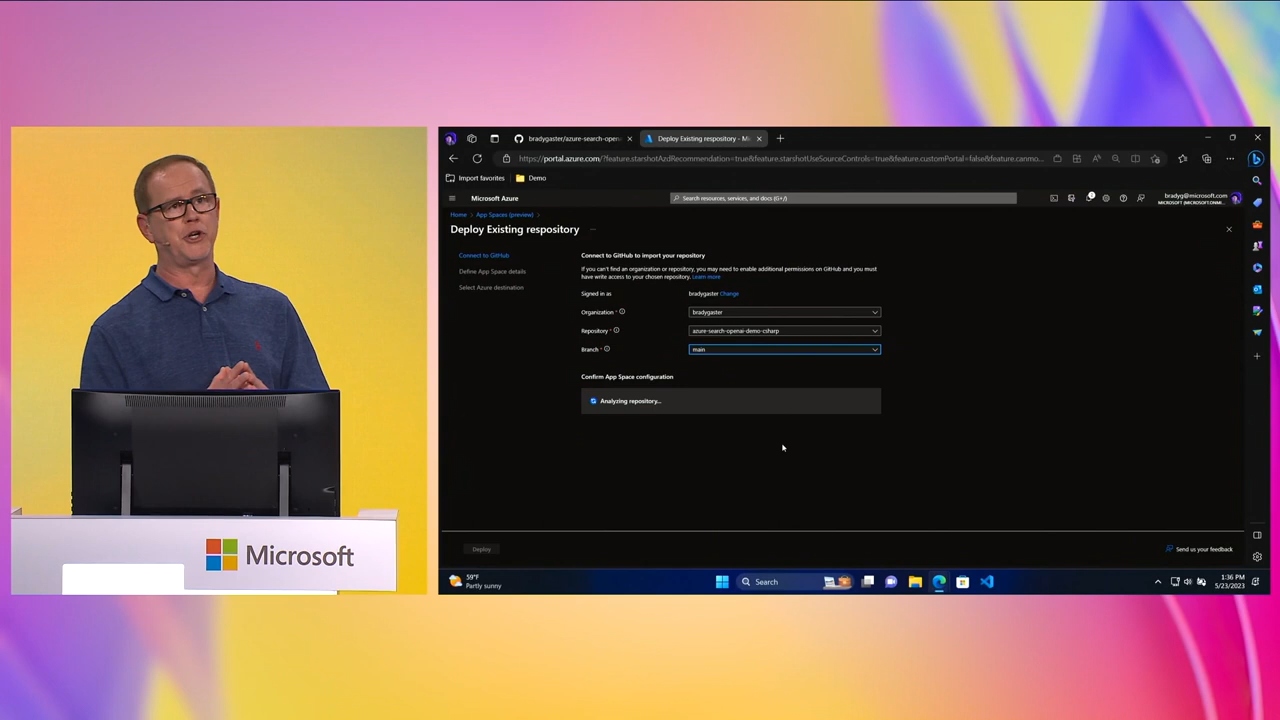 bradygaster/azure-search-open
Deploy Existing respository - Mi
https://portal.azure.com/?feature.starshotAzdRecommendation=true&feature.starshotUseSourceControls=true&feature.customPortal=false&feature.canmo...
Import favorites
Demo
Microsoft Azure
Search resources, services, and docs (G+/)
bradyg@microsoft.com
MICROSOFT (MICROSOFT.ONM...
Home > App Spaces (preview) >
Deploy Existing respository
...
Connect to GitHub
Define App Space details
Select Azure destination
Connect to GitHub to import your repository
If you can't find an organization or repository, you may need to enable additional permissions on GitHub and you must
have write access to your chosen repository. Learn more
Signed in as bradygaster Change
Organization * bradygaster
Repository * azure-search-openai-demo-csharp
Branch * main
Confirm App Space configuration
Analyzing repository...
Deploy
Send us your feedback
59°F
Partly sunny
Search
1:36 PM
5/23/2023
Microsoft